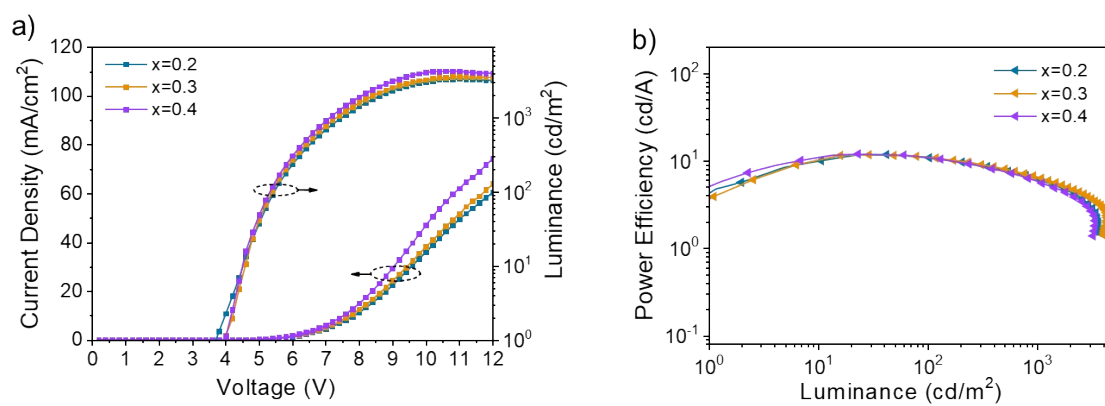 a)
x=0.2
x=0.3
x=0.4
Current Density (mA/cm²)
120
100
80
60
40
20
0
0 1 2 3 4 5 6 7 8 9 10 11 12
Voltage (V)
10³
10²
10¹
10⁰
Luminance (cd/m²)
b)
x=0.2
x=0.3
x=0.4
Power Efficiency (cd/A)
10²
10¹
10⁰
10⁻¹
10⁰ 10¹ 10² 10³
Luminance (cd/m²)